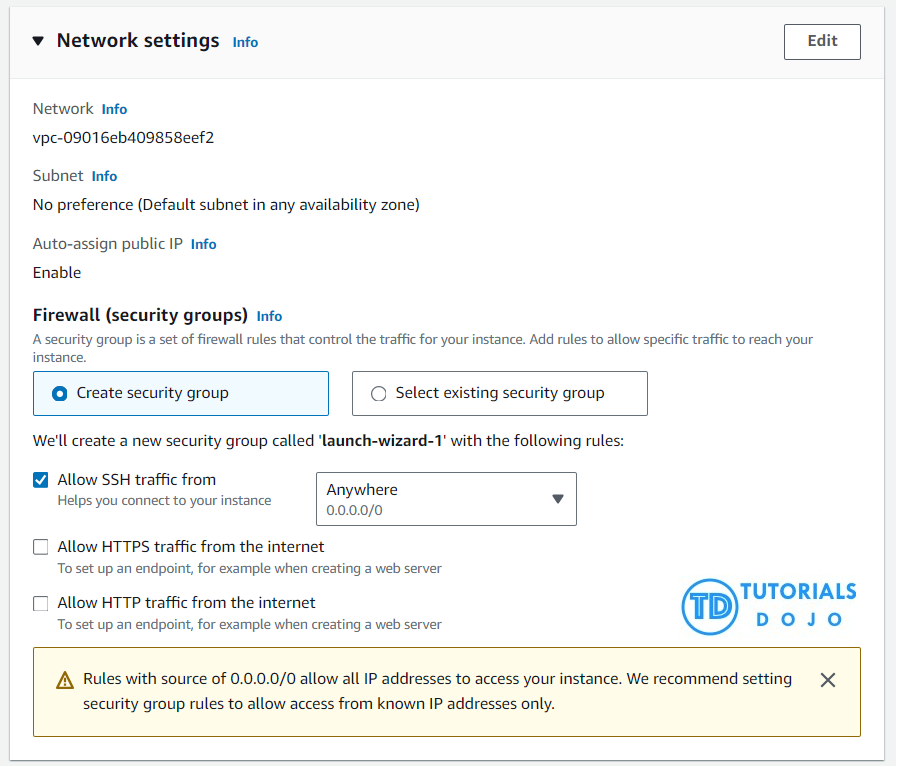 Network settings Info
Edit
Network Info
vpc-09016eb409858eef2
Subnet Info
No preference (Default subnet in any availability zone)
Auto-assign public IP Info
Enable
Firewall (security groups) Info
A security group is a set of firewall rules that control the traffic for your instance. Add rules to allow specific traffic to reach your
instance.
Create security group
Select existing security group
We'll create a new security group called 'launch-wizard-1' with the following rules:
Allow SSH traffic from
Helps you connect to your instance
Anywhere
0.0.0.0/0
Allow HTTPS traffic from the internet
To set up an endpoint, for example when creating a web server
Allow HTTP traffic from the internet
To set up an endpoint, for example when creating a web server
TD
TUTORIALS
DOJO
Rules with source of 0.0.0.0/0 allow all IP addresses to access your instance. We recommend setting
security group rules to allow access from known IP addresses only.